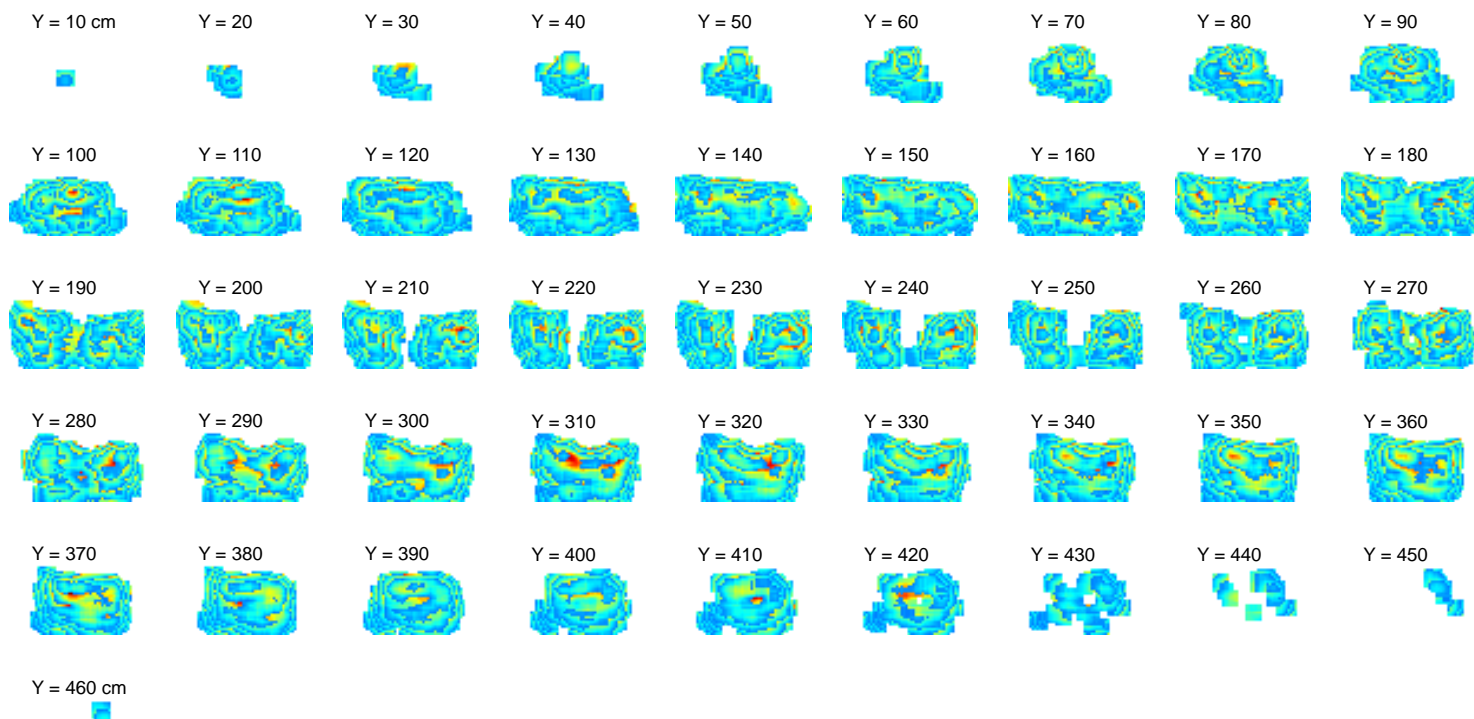 Y = 10 cm Y = 20 Y = 30 Y = 40 Y = 50 Y = 60 Y = 70 Y = 80 Y = 90
Y = 100 Y = 110 Y = 120 Y = 130 Y = 140 Y = 150 Y = 160 Y = 170 Y = 180
Y = 190 Y = 200 Y = 210 Y = 220 Y = 230 Y = 240 Y = 250 Y = 260 Y = 270
Y = 280 Y = 290 Y = 300 Y = 310 Y = 320 Y = 330 Y = 340 Y = 350 Y = 360
Y = 370 Y = 380 Y = 390 Y = 400 Y = 410 Y = 420 Y = 430 Y = 440 Y = 450
Y = 460 cm